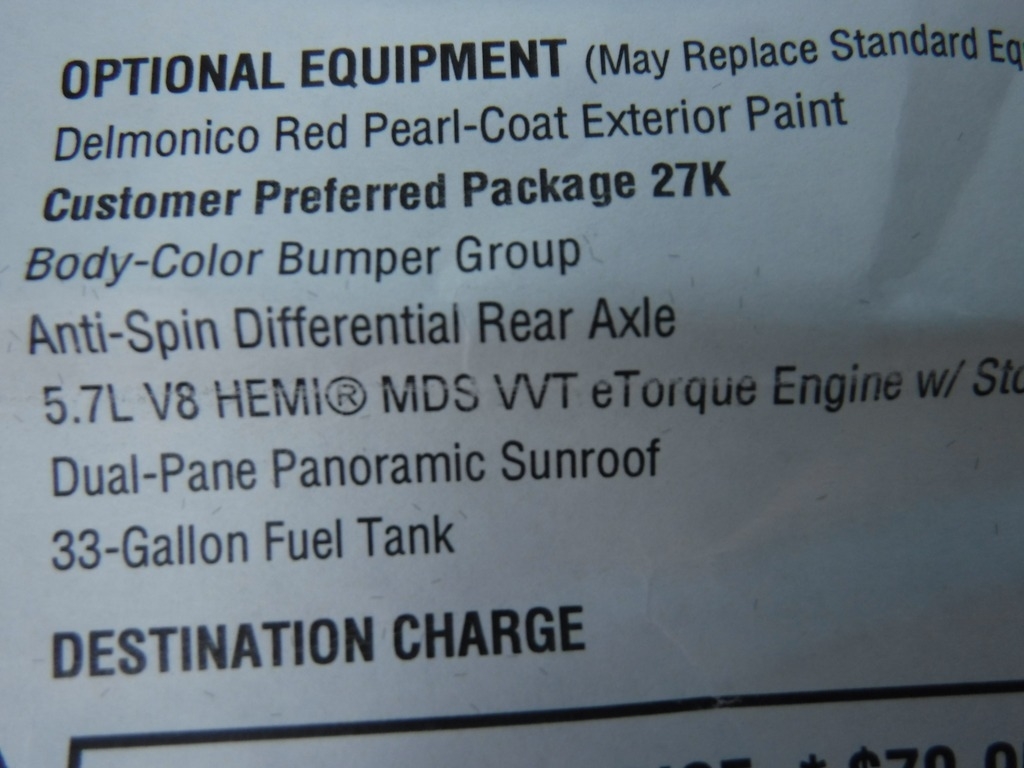 OPTIONAL EQUIPMENT (May Replace Standard Eq
Delmonico Red Pearl-Coat Exterior Paint
Customer Preferred Package 27K
Body-Color Bumper Group
Anti-Spin Differential Rear Axle
5.7L V8 HEMI® MDS VVT eTorque Engine w/ Sto
Dual-Pane Panoramic Sunroof
33-Gallon Fuel Tank
DESTINATION CHARGE